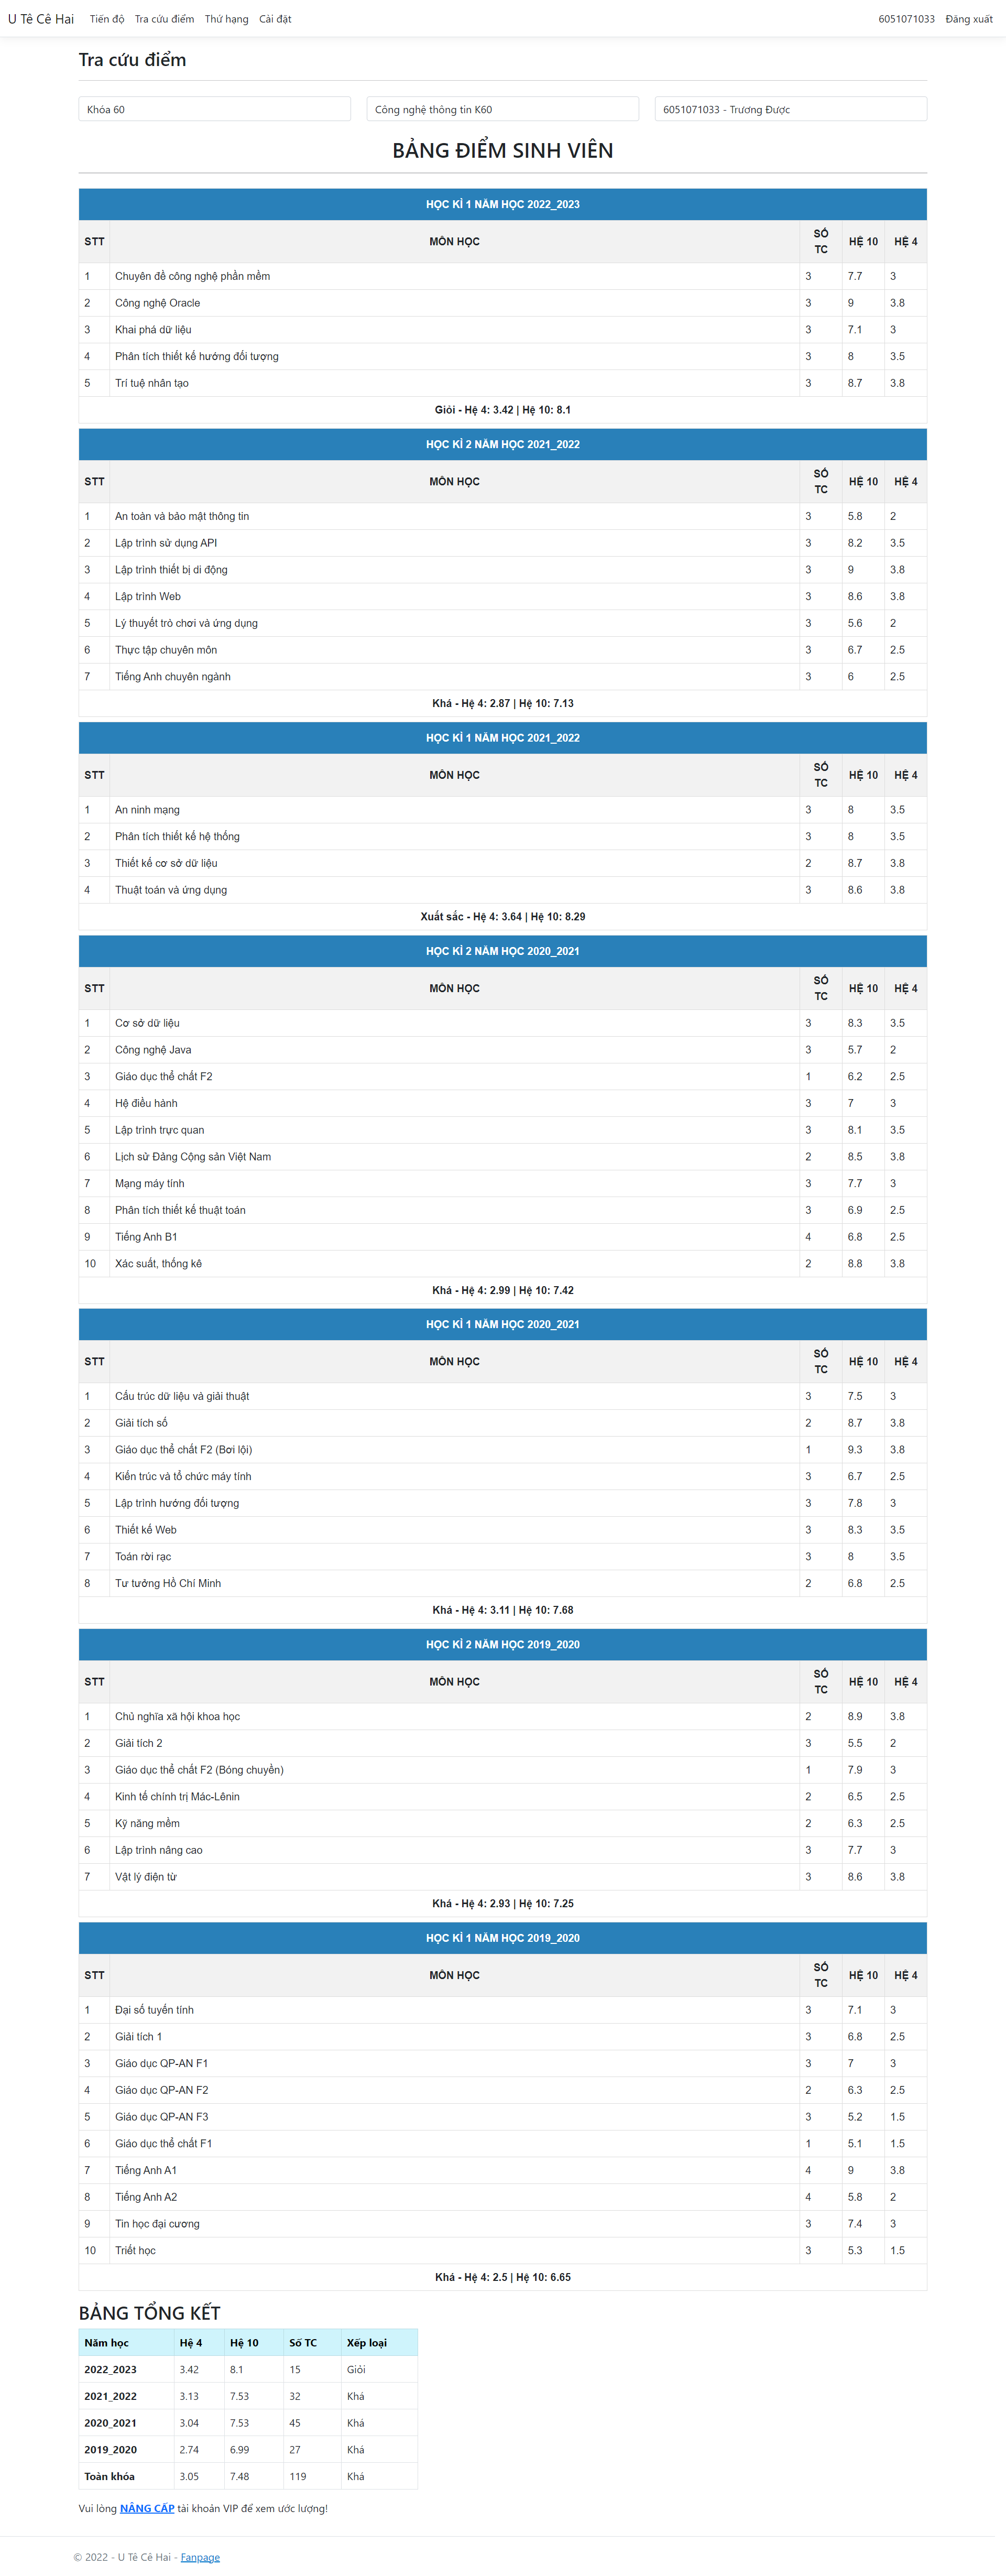 U Tê Cê Hai Tiến độ Tra cứu điểm Thứ hạng Cài đặt 6051071033 Đăng xuất
Tra cứu điểm
Khóa 60 Công nghệ thông tin K60 6051071033 - Trương Được
BẢNG ĐIỂM SINH VIÊN
HỌC KÌ 1 NĂM HỌC 2022_2023
STT MÔN HỌC SỐ TC HỆ 10 HỆ 4
1 Chuyên đề công nghệ phần mềm 3 7.7 3
2 Công nghệ Oracle 3 9 3.8
3 Khai phá dữ liệu 3 7.1 3
4 Phân tích thiết kế hướng đối tượng 3 8 3.5
5 Trí tuệ nhân tạo 3 8.7 3.8
Giỏi - Hệ 4: 3.42 | Hệ 10: 8.1
HỌC KÌ 2 NĂM HỌC 2021_2022
STT MÔN HỌC SỐ TC HỆ 10 HỆ 4
1 An toàn và bảo mật thông tin 3 5.8 2
2 Lập trình sử dụng API 3 8.2 3.5
3 Lập trình thiết bị di động 3 9 3.8
4 Lập trình Web 3 8.6 3.8
5 Lý thuyết trò chơi và ứng dụng 3 5.6 2
6 Thực tập chuyên môn 3 6.7 2.5
7 Tiếng Anh chuyên ngành 3 6 2.5
Khá - Hệ 4: 2.87 | Hệ 10: 7.13
HỌC KÌ 1 NĂM HỌC 2021_2022
STT MÔN HỌC SỐ TC HỆ 10 HỆ 4
1 An ninh mạng 3 8 3.5
2 Phân tích thiết kế hệ thống 3 8 3.5
3 Thiết kế cơ sở dữ liệu 2 8.7 3.8
4 Thuật toán và ứng dụng 3 8.6 3.8
Xuất sắc - Hệ 4: 3.64 | Hệ 10: 8.29
HỌC KÌ 2 NĂM HỌC 2020_2021
STT MÔN HỌC SỐ TC HỆ 10 HỆ 4
1 Cơ sở dữ liệu 3 8.3 3.5
2 Công nghệ Java 3 5.7 2
3 Giáo dục thể chất F2 1 6.2 2.5
4 Hệ điều hành 3 7 3
5 Lập trình trực quan 3 8.1 3.5
6 Lịch sử Đảng Cộng sản Việt Nam 2 8.5 3.8
7 Mạng máy tính 3 7.7 3
8 Phân tích thiết kế thuật toán 3 6.9 2.5
9 Tiếng Anh B1 4 6.8 2.5
10 Xác suất, thống kê 2 8.8 3.8
Khá - Hệ 4: 2.99 | Hệ 10: 7.42
HỌC KÌ 1 NĂM HỌC 2020_2021
STT MÔN HỌC SỐ TC HỆ 10 HỆ 4
1 Cấu trúc dữ liệu và giải thuật 3 7.5 3
2 Giải tích số 2 8.7 3.8
3 Giáo dục thể chất F2 (Bơi lội) 1 9.3 3.8
4 Kiến trúc và tổ chức máy tính 3 6.7 2.5
5 Lập trình hướng đối tượng 3 7.8 3
6 Thiết kế Web 3 8.3 3.5
7 Toán rời rạc 3 8 3.5
8 Tư tưởng Hồ Chí Minh 2 6.8 2.5
Khá - Hệ 4: 3.11 | Hệ 10: 7.68
HỌC KÌ 2 NĂM HỌC 2019_2020
STT MÔN HỌC SỐ TC HỆ 10 HỆ 4
1 Chủ nghĩa xã hội khoa học 2 8.9 3.8
2 Giải tích 2 3 5.5 2
3 Giáo dục thể chất F2 (Bóng chuyền) 1 7.9 3
4 Kinh tế chính trị Mác-Lênin 2 6.5 2.5
5 Kỹ năng mềm 2 6.3 2.5
6 Lập trình nâng cao 3 7.7 3
7 Vật lý điện từ 3 8.6 3.8
Khá - Hệ 4: 2.93 | Hệ 10: 7.25
HỌC KÌ 1 NĂM HỌC 2019_2020
STT MÔN HỌC SỐ TC HỆ 10 HỆ 4
1 Đại số tuyến tính 3 7.1 3
2 Giải tích 1 3 6.8 2.5
3 Giáo dục QP-AN F1 3 7 3
4 Giáo dục QP-AN F2 2 6.3 2.5
5 Giáo dục QP-AN F3 3 5.2 1.5
6 Giáo dục thể chất F1 1 5.1 1.5
7 Tiếng Anh A1 4 9 3.8
8 Tiếng Anh A2 4 5.8 2
9 Tin học đại cương 3 7.4 3
10 Triết học 3 5.3 1.5
Khá - Hệ 4: 2.5 | Hệ 10: 6.65
BẢNG TỔNG KẾT
Năm học Hệ 4 Hệ 10 Số TC Xếp loại
2022_2023 3.42 8.1 15 Giỏi
2021_2022 3.13 7.53 32 Khá
2020_2021 3.04 7.53 45 Khá
2019_2020 2.74 6.99 27 Khá
Toàn khóa 3.05 7.48 119 Khá
Vui lòng NÂNG CẤP tài khoản VIP để xem ước lượng!
© 2022 - U Tê Cê Hai - Fanpage